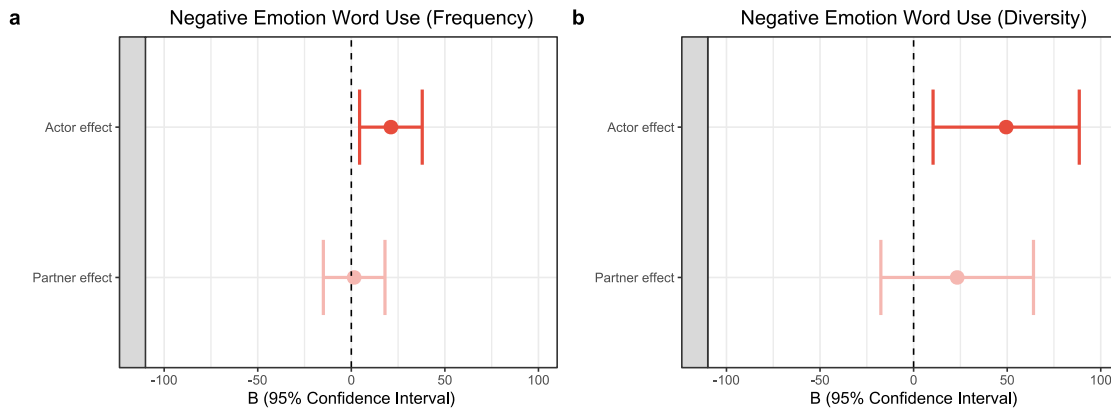 a
Negative Emotion Word Use (Frequency)
Actor effect
Partner effect
-100 -50 0 50 100
B (95% Confidence Interval)
b
Negative Emotion Word Use (Diversity)
Actor effect
Partner effect
-100 -50 0 50 100
B (95% Confidence Interval)